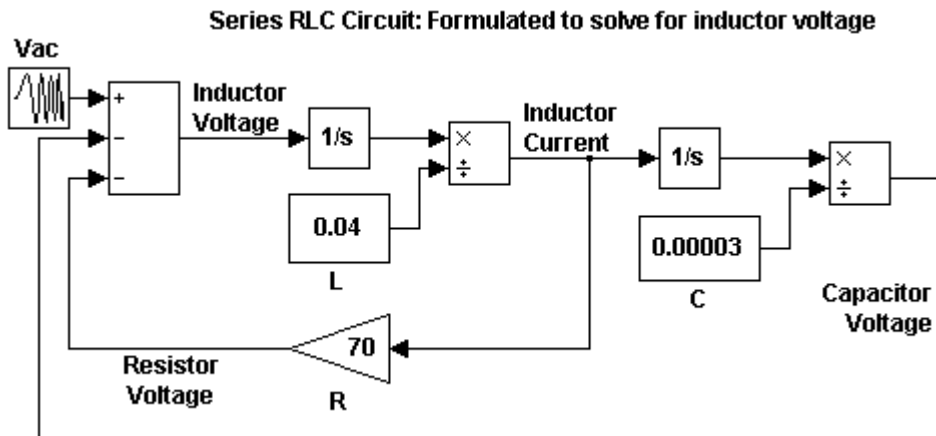 Series RLC Circuit: Formulated to solve for inductor voltage
Vac
+
−
−
Inductor
Voltage
1/s
×
÷
Inductor
Current
1/s
×
÷
0.04
L
0.00003
C
Capacitor
Voltage
70
R
Resistor
Voltage